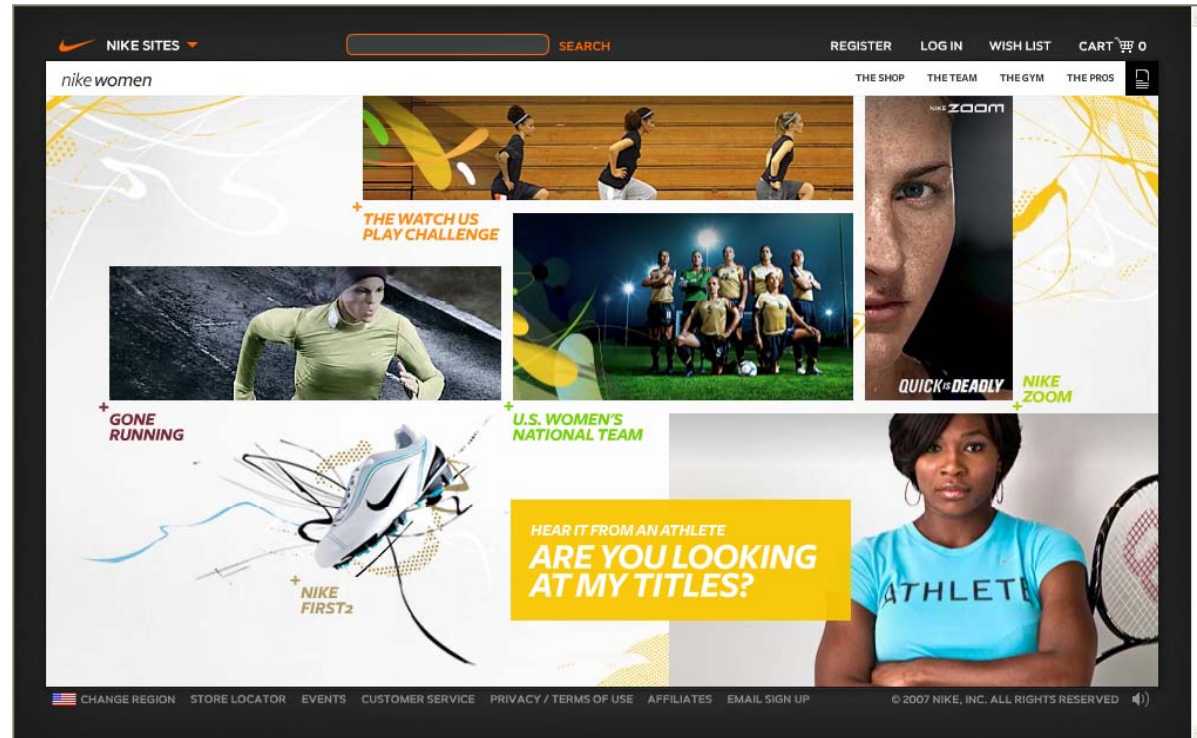 NIKE SITES
SEARCH
REGISTER
LOG IN
WISH LIST
CART 0
nikewomen
THE SHOP
THE TEAM
THE GYM
THE PROS
NIKE ZOOM
+ THE WATCH US
PLAY CHALLENGE
QUICK IS DEADLY
+ NIKE
ZOOM
+ GONE
RUNNING
+ U.S. WOMEN'S
NATIONAL TEAM
HEAR IT FROM AN ATHLETE
ARE YOU LOOKING
AT MY TITLES?
ATHLETE
+ NIKE
FIRST2
CHANGE REGION
STORE LOCATOR
EVENTS
CUSTOMER SERVICE
PRIVACY / TERMS OF USE
AFFILIATES
EMAIL SIGN UP
© 2007 NIKE, INC. ALL RIGHTS RESERVED